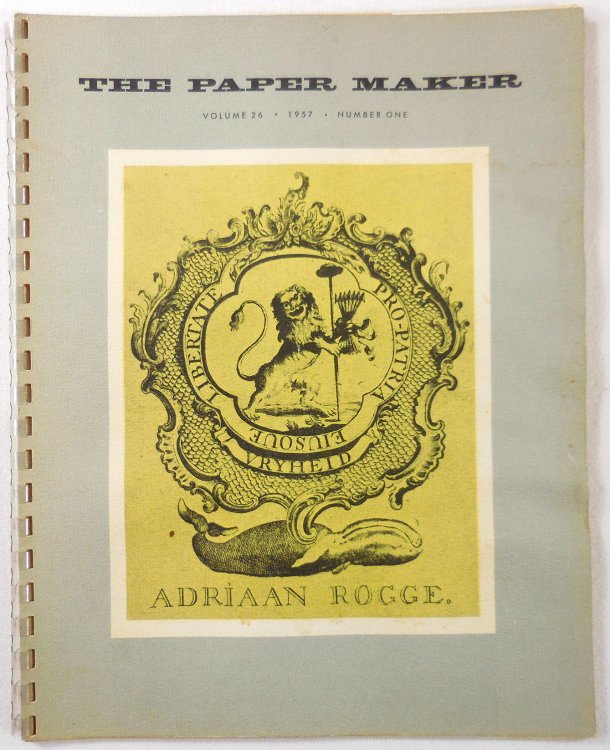 THE PAPER MAKER
VOLUME 26 • 1957 • NUMBER ONE
LIBERTATE PRO-PATRIA
EIUSQUE
VRYHEID
ADRIAAN ROGGE.